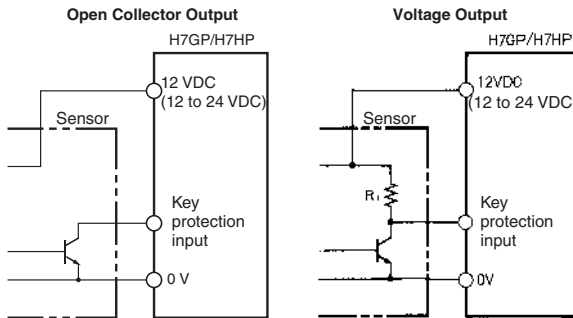 Open Collector Output
H7GP/H7HP
12 VDC
(12 to 24 VDC)
Sensor
Key
protection
input
0 V
Voltage Output
H7GP/H7HP
12VDC
(12 to 24 VDC
Sensor
R1
Key
protection
input
0V